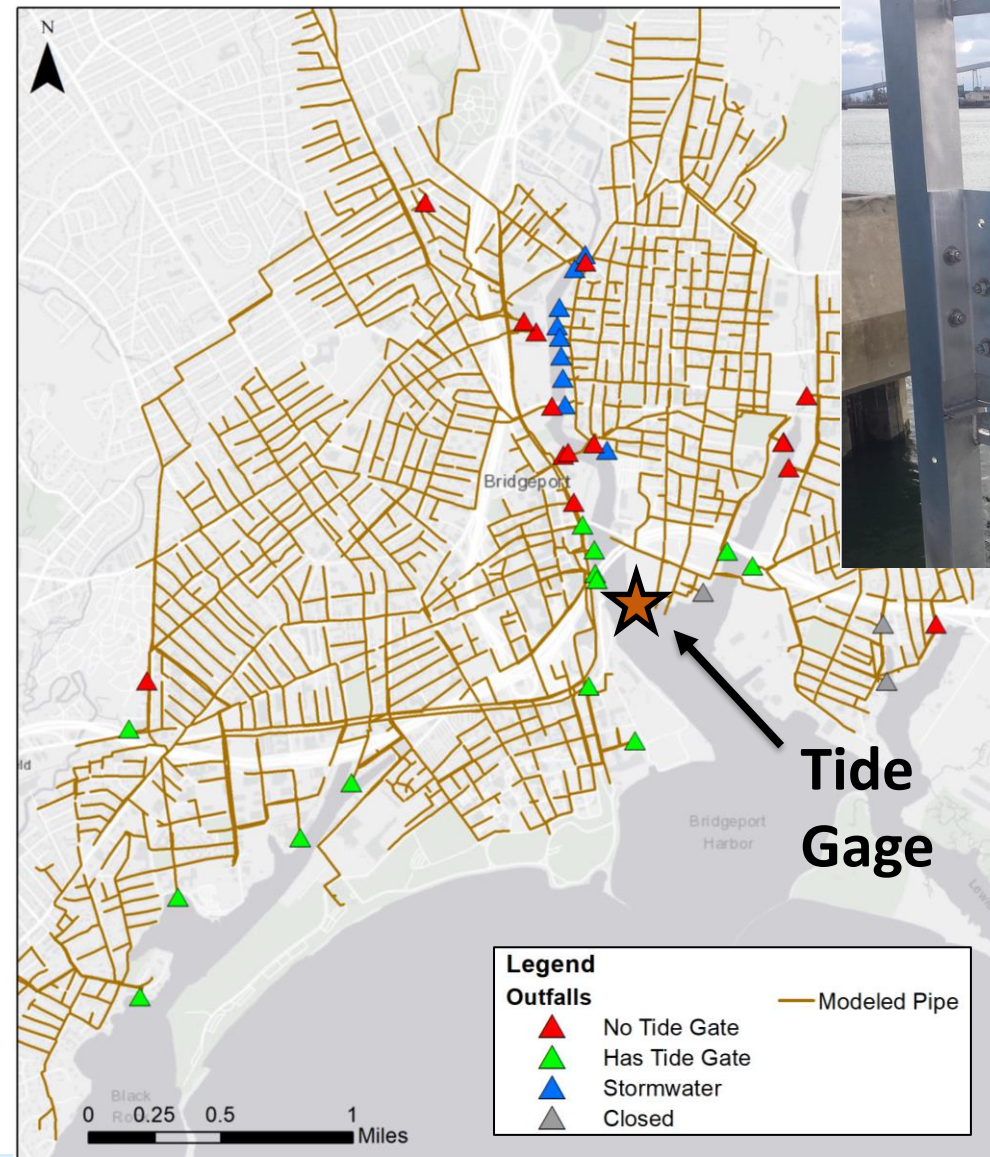 N
Bridgeport
Tide
Gage
Bridgeport
Harbor
Black
0 0.25 0.5 1
Miles
Legend
Outfalls
Modeled Pipe
No Tide Gate
Has Tide Gate
Stormwater
Closed